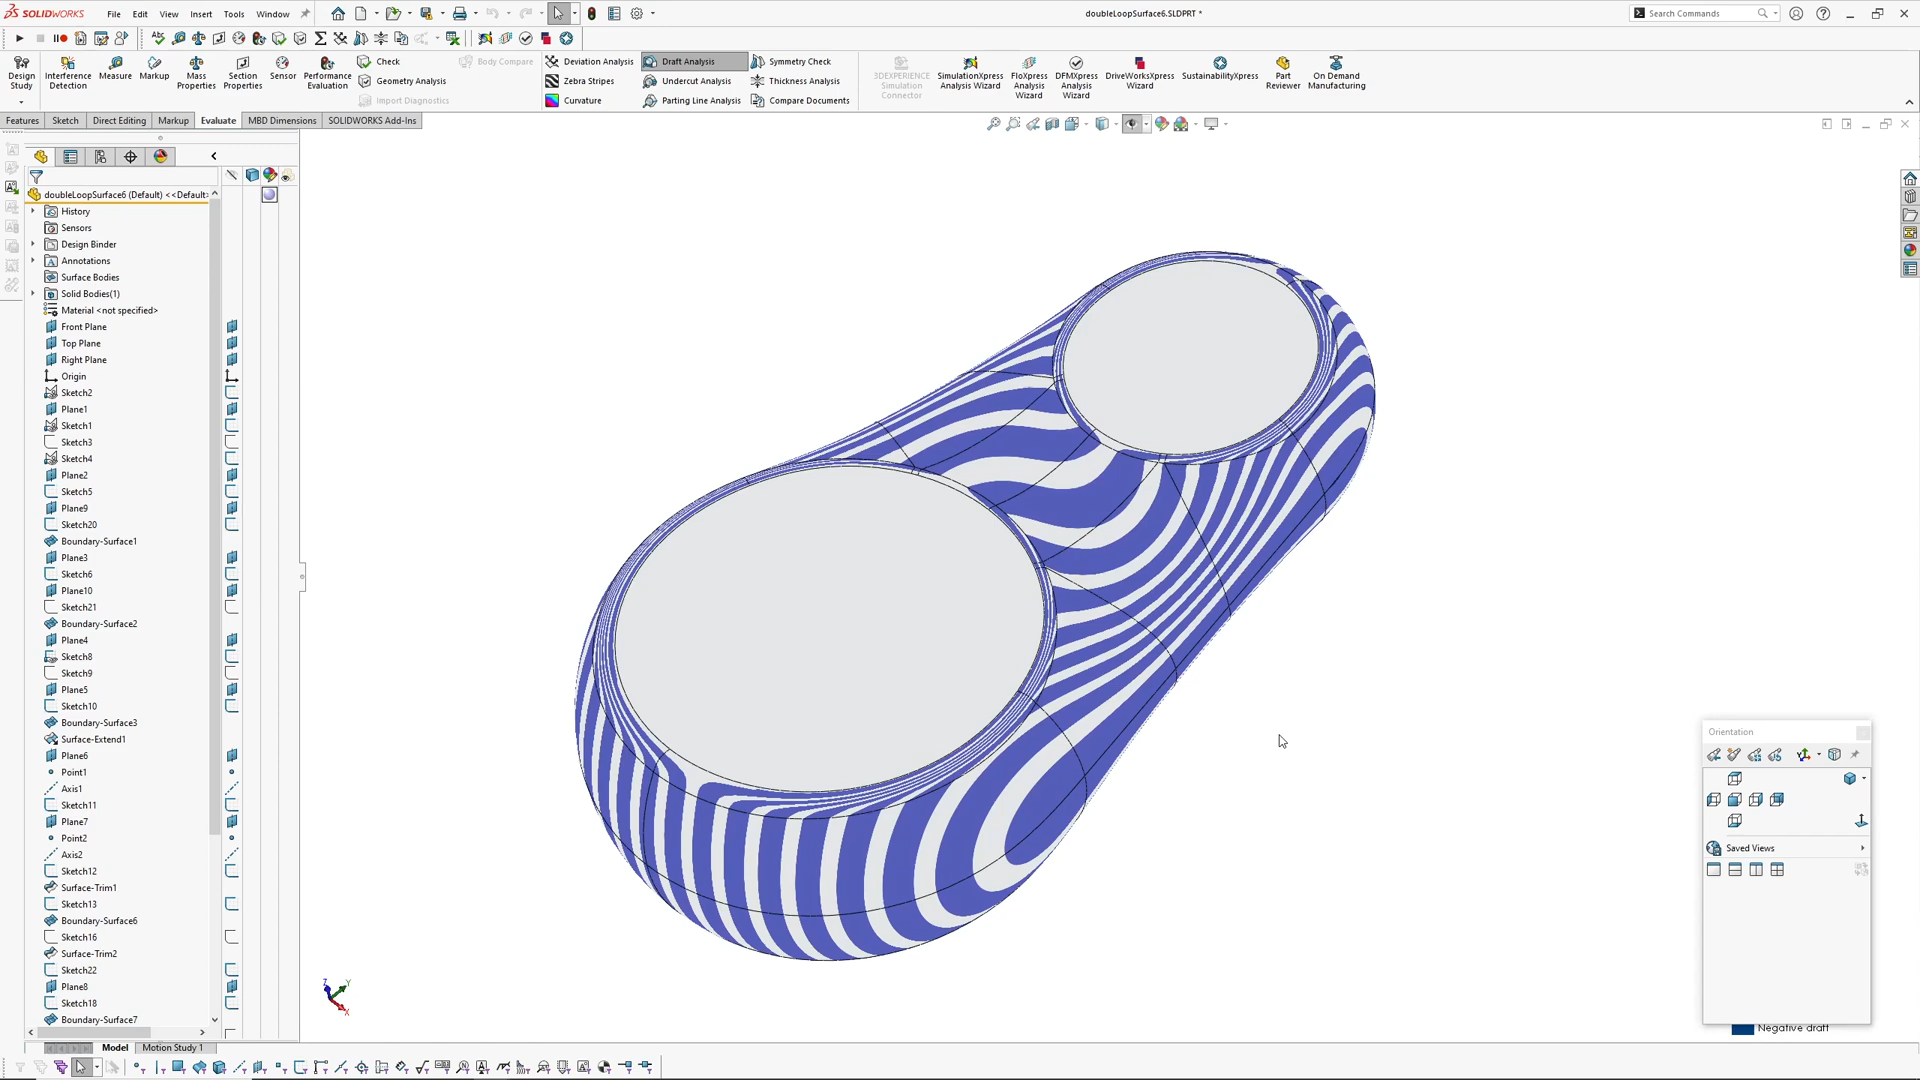 SOLIDWORKS
File
Edit
View
Insert
Tools
Window
doubleLoopSurface6.SLDPRT *
Search Commands
Design Study
Interference Detection
Measure
Markup
Mass Properties
Section Properties
Sensor
Performance Evaluation
Check
Geometry Analysis
Import Diagnostics
Body Compare
Deviation Analysis
Zebra Stripes
Curvature
Draft Analysis
Undercut Analysis
Parting Line Analysis
Symmetry Check
Thickness Analysis
Compare Documents
3DEXPERIENCE Simulation Connector
SimulationXpress Analysis Wizard
FloXpress Analysis Wizard
DFMXpress Analysis Wizard
DriveWorksXpress Wizard
SustainabilityXpress
Part Reviewer
On Demand Manufacturing
Features
Sketch
Direct Editing
Markup
Evaluate
MBD Dimensions
SOLIDWORKS Add-Ins
doubleLoopSurface6 (Default) <<Default>
History
Sensors
Design Binder
Annotations
Surface Bodies
Solid Bodies(1)
Material <not specified>
Front Plane
Top Plane
Right Plane
Origin
Sketch2
Plane1
Sketch1
Sketch3
Sketch4
Plane2
Sketch5
Plane9
Sketch20
Boundary-Surface1
Plane3
Sketch6
Plane10
Sketch21
Boundary-Surface2
Plane4
Sketch8
Sketch9
Plane5
Sketch10
Boundary-Surface3
Surface-Extend1
Plane6
Point1
Axis1
Sketch11
Plane7
Point2
Axis2
Sketch12
Surface-Trim1
Sketch13
Boundary-Surface6
Sketch16
Surface-Trim2
Sketch22
Plane8
Sketch18
Boundary-Surface7
Z
Y
X
Orientation
Saved Views
Negative draft
Model
Motion Study 1